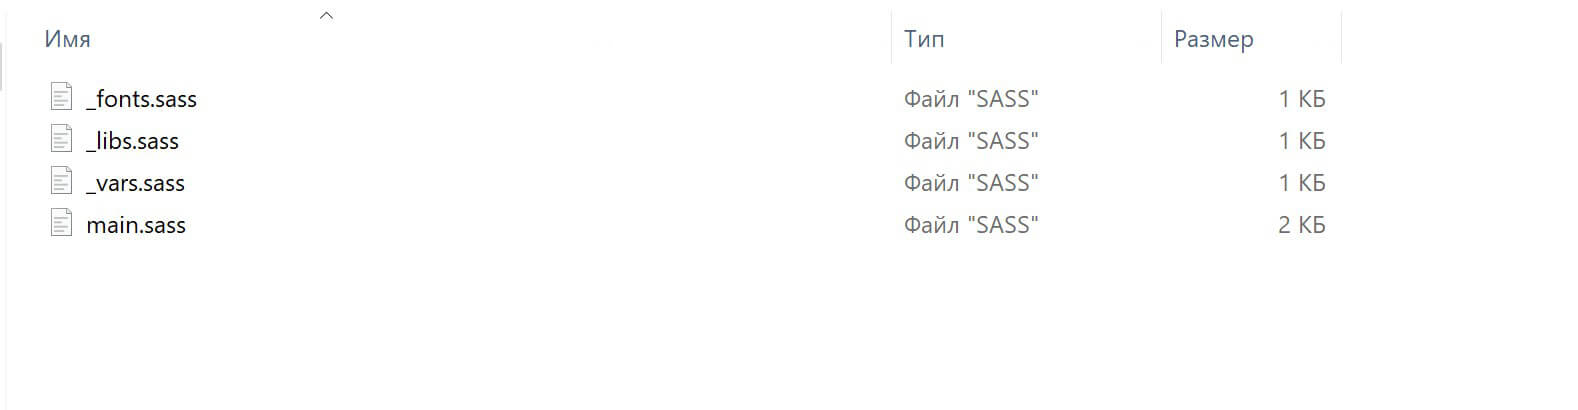 Имя Тип Размер
_fonts.sass Файл "SASS" 1 КБ
_libs.sass Файл "SASS" 1 КБ
_vars.sass Файл "SASS" 1 КБ
main.sass Файл "SASS" 2 КБ